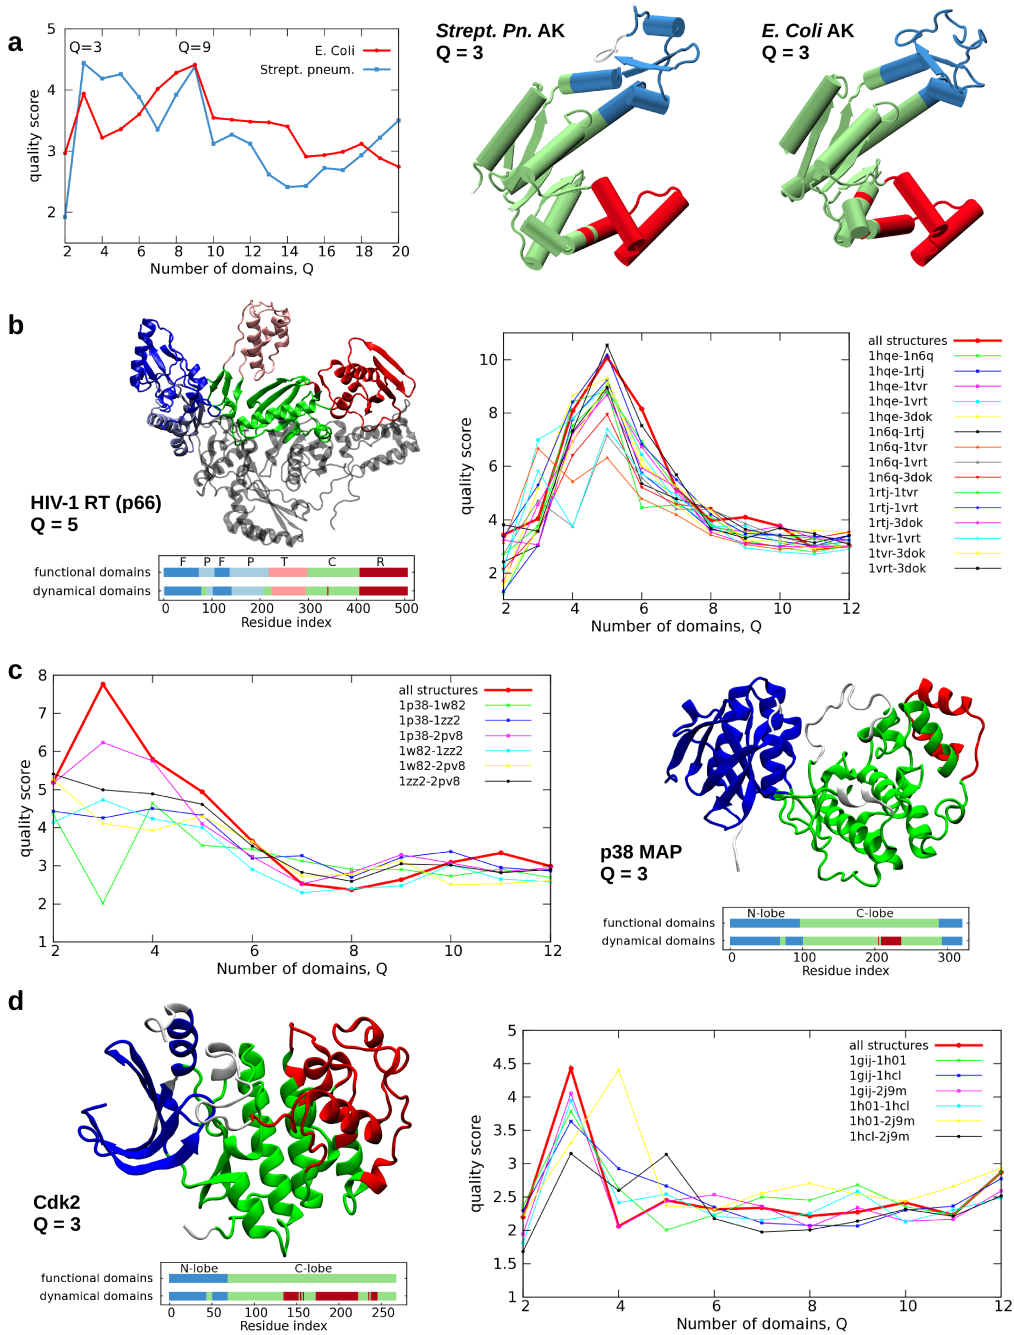 a
5
4
3
2
quality score
Q=3
Q=9
E. Coli
Strept. pneum.
2 4 6 8 10 12 14 16 18 20
Number of domains, Q
Strept. Pn. AK
Q = 3
E. Coli AK
Q = 3
b
HIV-1 RT (p66)
Q = 5
F P F P T C R
functional domains
dynamical domains
0 100 200 300 400 500
Residue index
10
8
6
4
2
quality score
2 4 6 8 10 12
Number of domains, Q
all structures
1hqe-1n6q
1hqe-1rtj
1hqe-1tvr
1hqe-1vrt
1hqe-3dok
1n6q-1rtj
1n6q-1tvr
1n6q-1vrt
1n6q-3dok
1rtj-1tvr
1rtj-1vrt
1rtj-3dok
1tvr-1vrt
1tvr-3dok
1vrt-3dok
c
8
7
6
5
4
3
2
1
quality score
all structures
1p38-1w82
1p38-1zz2
1p38-2pv8
1w82-1zz2
1w82-2pv8
1zz2-2pv8
2 4 6 8 10 12
Number of domains, Q
p38 MAP
Q = 3
N-lobe C-lobe
functional domains
dynamical domains
0 100 200 300
Residue index
d
Cdk2
Q = 3
N-lobe C-lobe
functional domains
dynamical domains
0 50 100 150 200 250
Residue index
5
4.5
4
3.5
3
2.5
2
1.5
1
quality score
all structures
1gij-1h01
1gij-1hcl
1gij-2j9m
1h01-1hcl
1h01-2j9m
1hcl-2j9m
2 4 6 8 10 12
Number of domains, Q